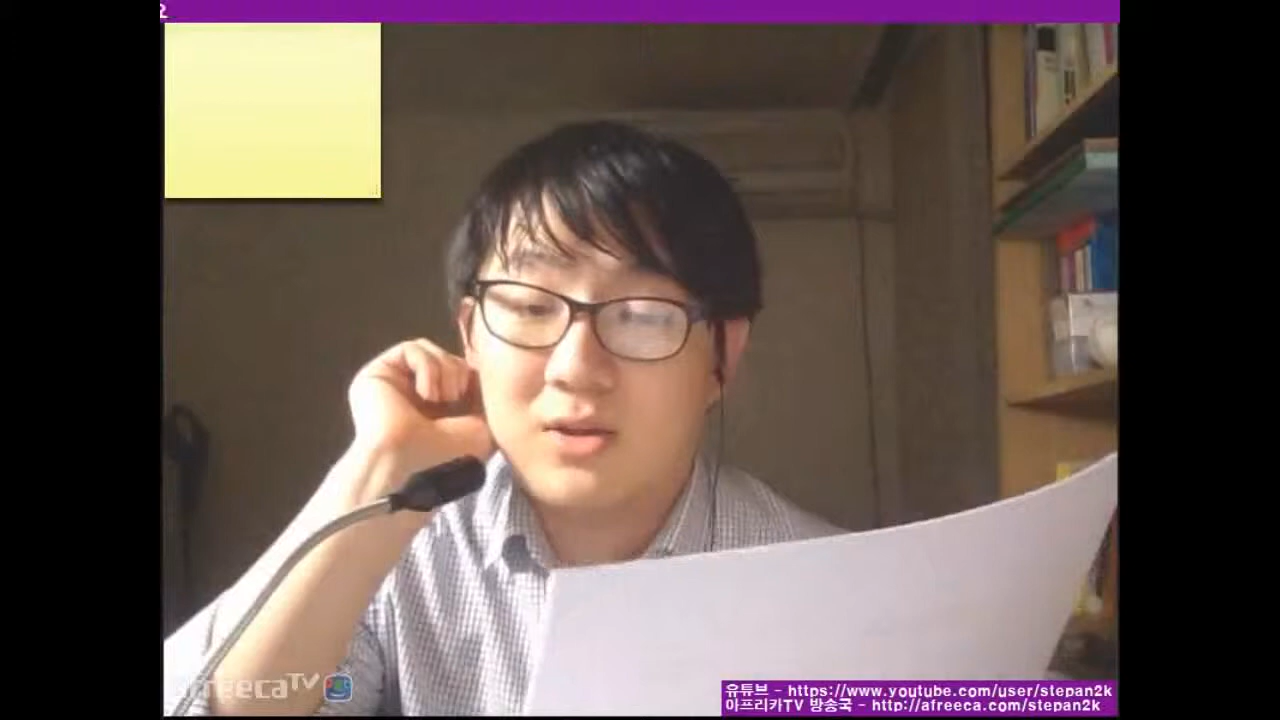 afreecaTV
유튜브 - https://www.youtube.com/user/stepan2k
아프리카TV 방송국 - http://afreeca.com/stepan2k